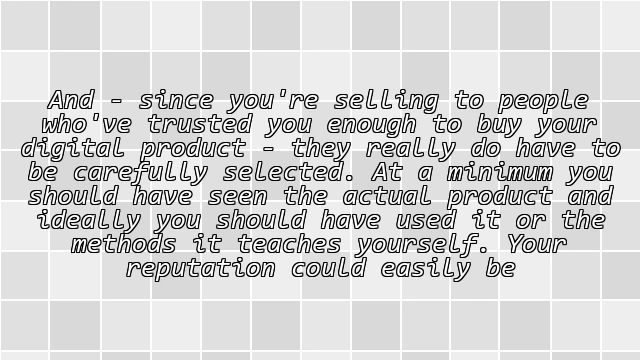 And - since you're selling to people
who've trusted you enough to buy your
digital product - they really do have to
be carefully selected. At a minimum you
should have seen the actual product and
ideally you should have used it or the
methods it teaches yourself. Your
reputation could easily be